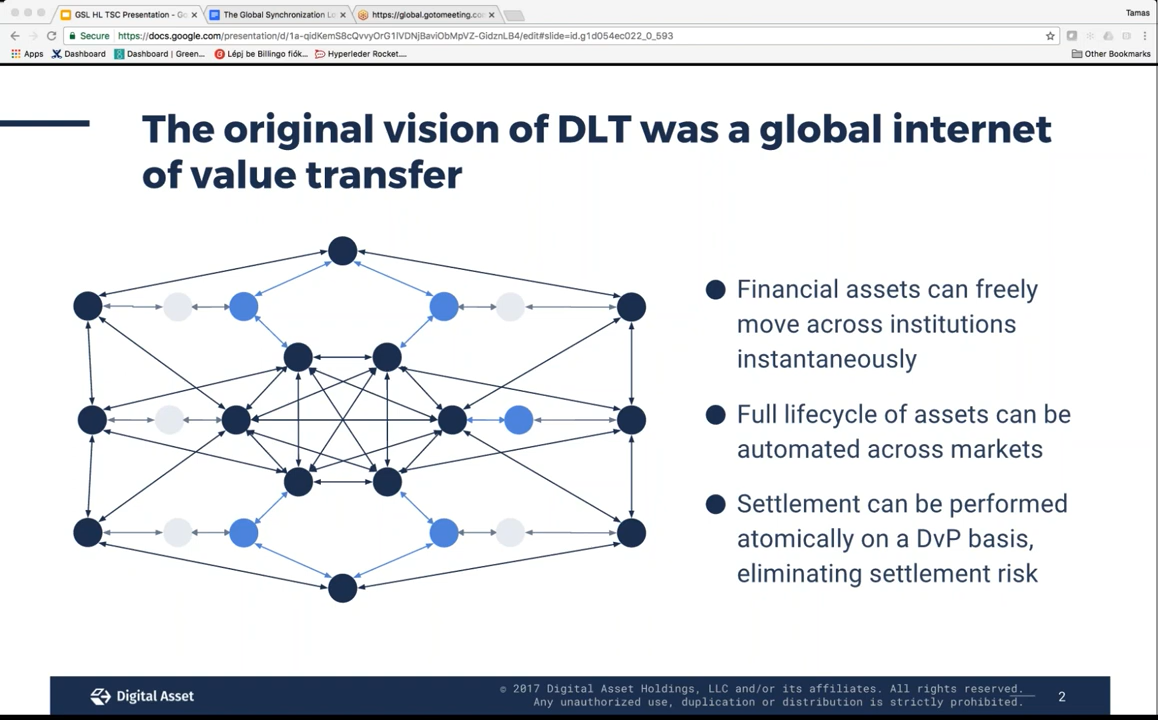 GSL HL TSC Presentation - Go
The Global Synchronization Lo
https://global.gotomeeting.co
Tamas
Secure
https://docs.google.com/presentation/d/1a-qidKemS8cQvvyOrG1IVDNjBaviObMpVZ-GidznLB4/edit#slide=id.g1d054ec022_0_593
Apps
Dashboard
Dashboard | Green...
Lépj be Billingo fiók...
Hyperleder Rocket....
Other Bookmarks
The original vision of DLT was a global internet
of value transfer
Financial assets can freely
move across institutions
instantaneously
Full lifecycle of assets can be
automated across markets
Settlement can be performed
atomically on a DvP basis,
eliminating settlement risk
Digital Asset
© 2017 Digital Asset Holdings, LLC and/or its affiliates. All rights reserved.
Any unauthorized use, duplication or distribution is strictly prohibited.
2